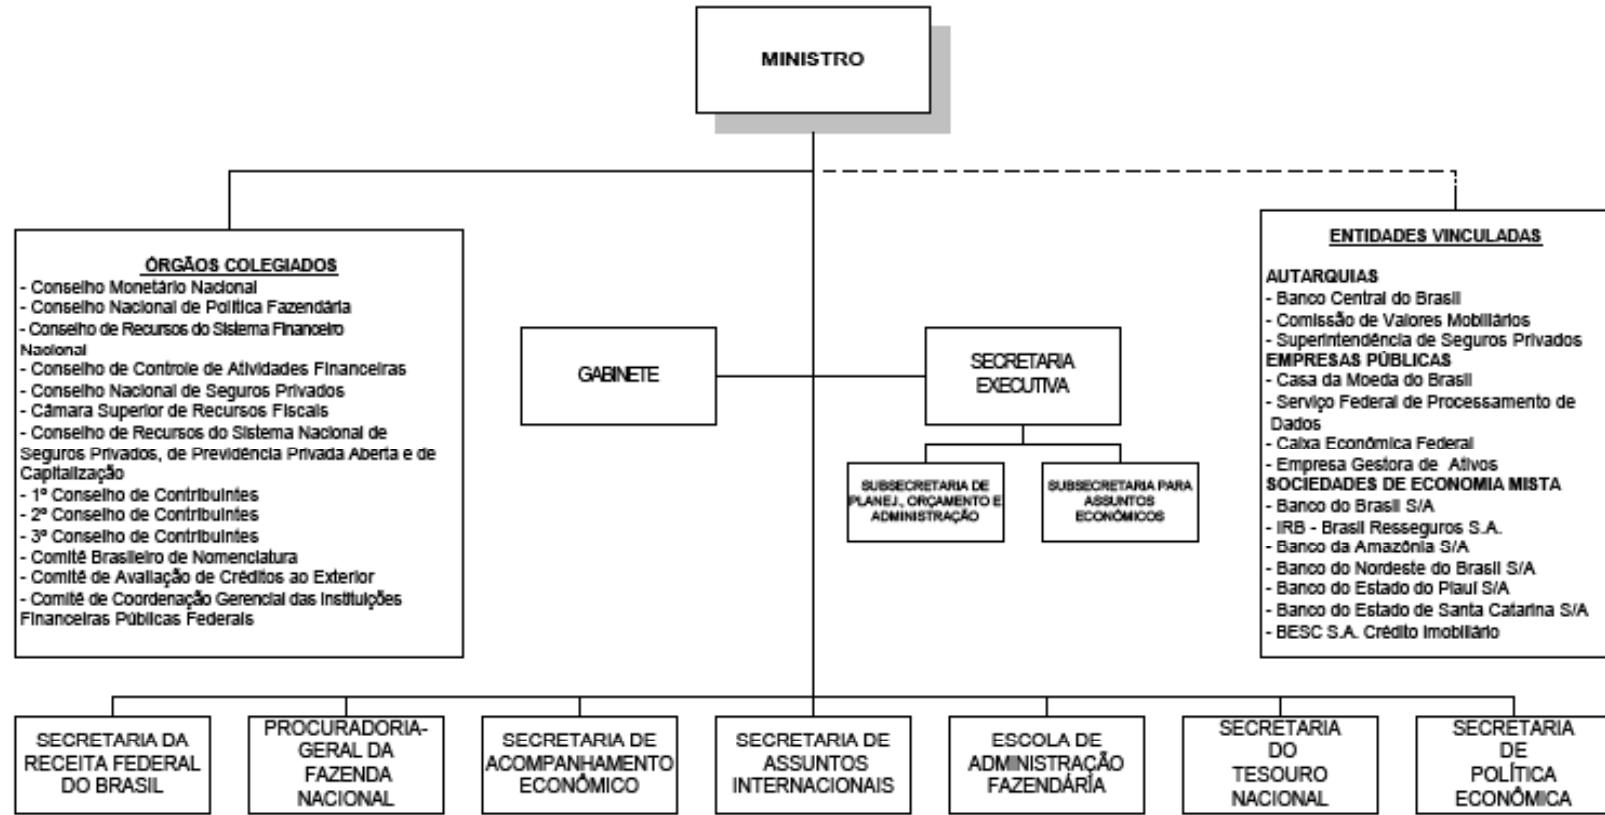 MINISTRO
ÓRGÃOS COLEGIADOS
- Conselho Monetário Nacional
- Conselho Nacional de Política Fazendária
- Conselho de Recursos do Sistema Financeiro
Nacional
- Conselho de Controle de Atividades Financeiras
- Conselho Nacional de Seguros Privados
- Câmara Superior de Recursos Fiscais
- Conselho de Recursos do Sistema Nacional de
Seguros Privados, de Previdência Privada Aberta e de
Capitalização
- 1º Conselho de Contribuintes
- 2º Conselho de Contribuintes
- 3º Conselho de Contribuintes
- Comitê Brasileiro de Nomenclatura
- Comitê de Avaliação de Créditos ao Exterior
- Comitê de Coordenação Gerencial das Instituições
Financeiras Públicas Federais
GABINETE
SECRETARIA
EXECUTIVA
SUBSECRETARIA DE
PLANEJ., ORÇAMENTO E
ADMINISTRAÇÃO
SUBSECRETARIA PARA
ASSUNTOS
ECONÔMICOS
ENTIDADES VINCULADAS
AUTARQUIAS
- Banco Central do Brasil
- Comissão de Valores Mobiliários
- Superintendência de Seguros Privados
EMPRESAS PÚBLICAS
- Casa da Moeda do Brasil
- Serviço Federal de Processamento de
Dados
- Caixa Econômica Federal
- Empresa Gestora de Ativos
SOCIEDADES DE ECONOMIA MISTA
- Banco do Brasil S/A
- IRB - Brasil Resseguros S.A.
- Banco da Amazônia S/A
- Banco do Nordeste do Brasil S/A
- Banco do Estado do Piauí S/A
- Banco do Estado de Santa Catarina S/A
- BESC S.A. Crédito Imobiliário
SECRETARIA DA
RECEITA FEDERAL
DO BRASIL
PROCURADORIA-
GERAL DA
FAZENDA
NACIONAL
SECRETARIA DE
ACOMPANHAMENTO
ECONÔMICO
SECRETARIA DE
ASSUNTOS
INTERNACIONAIS
ESCOLA DE
ADMINISTRAÇÃO
FAZENDÁRIA
SECRETARIA
DO
TESOURO
NACIONAL
SECRETARIA
DE
POLÍTICA
ECONÔMICA